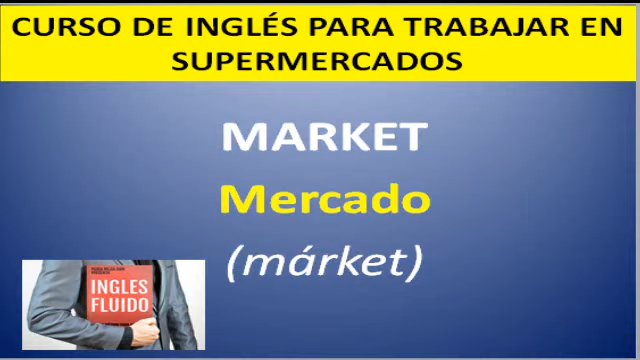 CURSO DE INGLÉS PARA TRABAJAR EN
SUPERMERCADOS
MARKET
Mercado
(márket)
INGLES
FLUIDO